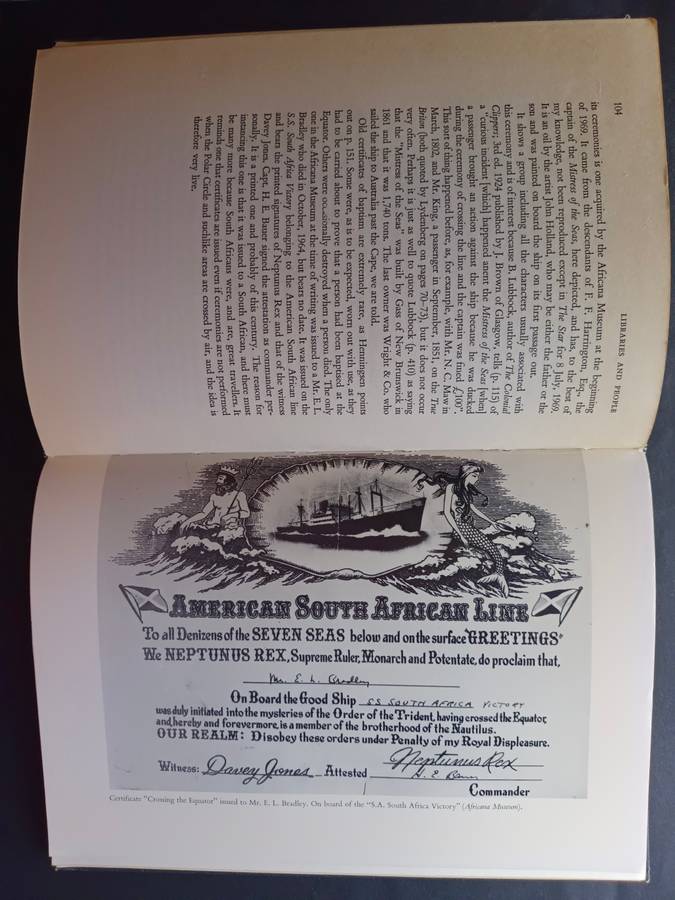 104 LIBRARIES AND PEOPLE
its ceremonies is one acquired by the Africana Museum at the beginning
of 1969. It came from the descendants of F. F. Harrington, Esq., the
captain of the Mistress of the Seas, here depicted, and has, to the best of
my knowledge, not been reproduced except in The Star for 8 July, 1969.
It is an oil by the artist John Holland, who may be either the father or the
son and was painted on board the ship on its first passage out.
It shows a group including all the characters usually associated with
this ceremony and is of interest because B. Lubbock, author of The Colonial
Clippers; 3rd ed. 1924 published by J. Brown of Glasgow, tells (p. 115) of
a "curious incident [which] happened anent the Mistress of the Seas [when]
a passenger brought an action against the ship because he was ducked
during the ceremony of crossing the line and the captain was fined £100".
This sort of thing happened before, as, for example, with Mr. N. C. Maw in
March, 1802, and Mr. King, a passenger in September, 1851, on the True
Briton (both quoted by Lydenberg on pages 70–75), but it does not occur
very often. Perhaps it is just as well to quote Lubbock (p. 410) as saying
that the "Mistress of the Seas" was built by Gass of New Brunswick in
1861 and that it was 1,740 tons. The last owner was Wright & Co. who
sailed the ship to Australia past the Cape, we are told.
Old certificates of baptism are extremely rare, as Henningsen points
out on p. 151. Some were, as is to be expected, worn out with use, as they
had to be carried about to prove that a person had been baptised at the
Equator. Others were occasionally destroyed when a person died. The only
one in the Africana Museum at the time of writing was issued to a Mr. E. L.
Bradley who died in October, 1964, but bears no date. It was issued on the
S.S. South Africa Victory belonging to the American South African line
and bears the printed signatures of Neptunus Rex and that of the witness
Davey Jones. Capt. H. E. Bauer signed the attestation as commander per-
sonally. It is a printed one and probably of this century. The reason for
instancing this one is that it was issued to a South African, and there must
be many more because South Africans were, and are, great travellers. It
reminds one that certificates are issued even if ceremonies are not performed
when the Polar Circle and suchlike areas are crossed by air, and the idea is
therefore very live.
AMERICAN SOUTH AFRICAN LINE
To all Denizens of the SEVEN SEAS below and on the surface "GREETINGS"
We NEPTUNUS REX, Supreme Ruler, Monarch and Potentate, do proclaim that,
Mr. E. L. Bradley
On Board the Good Ship SS SOUTH AFRICA VICTORY
was duly initiated into the mysteries of the Order of the Trident, having crossed the Equator,
and, hereby and forevermore, is a member of the brotherhood of the Nautilus.
OUR REALM: Disobey these orders under Penalty of my Royal Displeasure.
Neptunus Rex
Witness: Davey Jones Attested H. E. Bauer
Commander
Certificate "Crossing the Equator" issued to Mr. E. L. Bradley. On board of the "S.A. South Africa Victory" (Africana Museum).